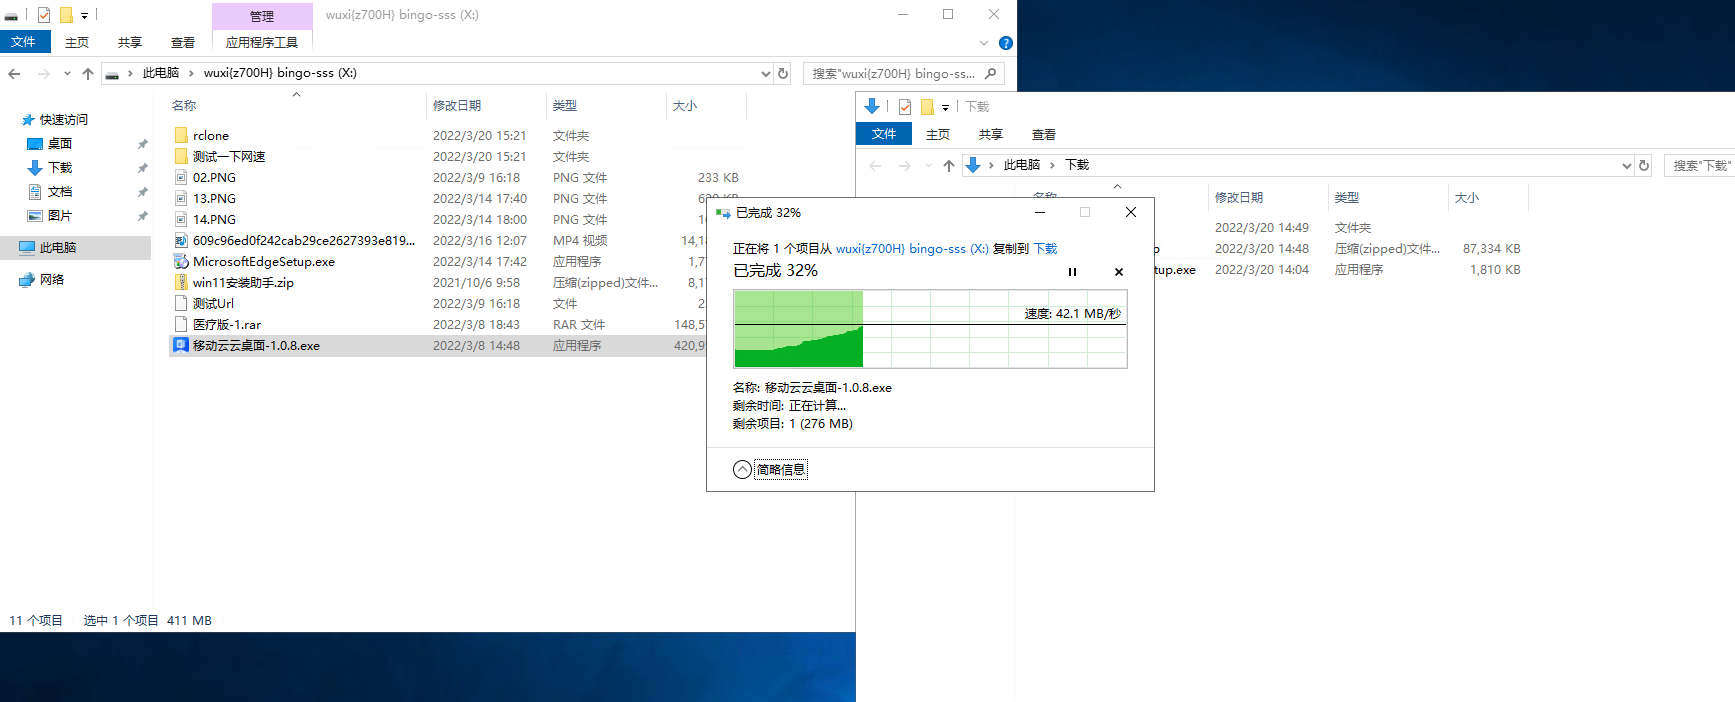 管理
wuxi{z700H} bingo-sss (X:)
文件
主页
共享
查看
应用程序工具
此电脑
wuxi{z700H} bingo-sss (X:)
搜索"wuxi{z700H} bingo-ss...
快速访问
桌面
下载
文档
图片
此电脑
网络
名称
修改日期
类型
大小
rclone 2022/3/20 15:21 文件夹
测试一下网速 2022/3/20 15:21 文件夹
02.PNG 2022/3/9 16:18 PNG 文件 233 KB
13.PNG 2022/3/14 17:40 PNG 文件
14.PNG 2022/3/14 18:00 PNG 文件
609c96ed0f242cab29ce2627393e819... 2022/3/16 12:07 MP4 视频 14,1
MicrosoftEdgeSetup.exe 2022/3/14 17:42 应用程序 1,7
win11安装助手.zip 2021/10/6 9:58 压缩(zipped)文件... 8,1
测试Url 2022/3/9 16:18 文件 2
医疗版-1.rar 2022/3/8 18:43 RAR 文件 148,5
移动云云桌面-1.0.8.exe 2022/3/8 14:48 应用程序 420,9
11 个项目
选中 1 个项目 411 MB
下载
文件
主页
共享
查看
此电脑
下载
搜索"下载"
修改日期
类型
大小
2022/3/20 14:49 文件夹
p 2022/3/20 14:48 压缩(zipped)文件... 87,334 KB
tup.exe 2022/3/20 14:04 应用程序 1,810 KB
已完成 32%
正在将 1 个项目从 wuxi{z700H} bingo-sss (X:) 复制到 下载
已完成 32%
速度: 42.1 MB/秒
名称: 移动云云桌面-1.0.8.exe
剩余时间: 正在计算...
剩余项目: 1 (276 MB)
简略信息